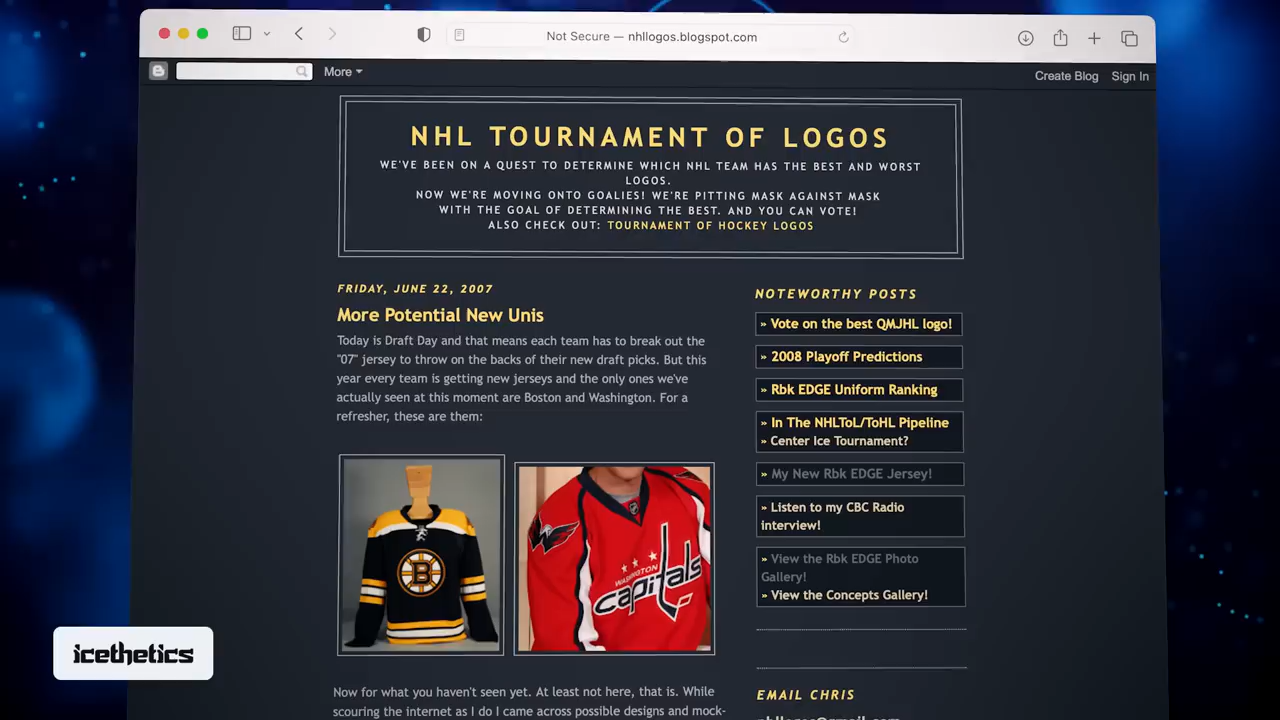 Not Secure — nhllogos.blogspot.com
More
Create Blog
Sign In
NHL TOURNAMENT OF LOGOS
WE'VE BEEN ON A QUEST TO DETERMINE WHICH NHL TEAM HAS THE BEST AND WORST
LOGOS.
NOW WE'RE MOVING ONTO GOALIES! WE'RE PITTING MASK AGAINST MASK
WITH THE GOAL OF DETERMINING THE BEST. AND YOU CAN VOTE!
ALSO CHECK OUT: TOURNAMENT OF HOCKEY LOGOS
FRIDAY, JUNE 22, 2007
More Potential New Unis
Today is Draft Day and that means each team has to break out the
"07" jersey to throw on the backs of their new draft picks. But this
year every team is getting new jerseys and the only ones we've
actually seen at this moment are Boston and Washington. For a
refresher, these are them:
B
WASHINGTON
capitals
Now for what you haven't seen yet. At least not here, that is. While
scouring the internet as I do I came across possible designs and mock-
NOTEWORTHY POSTS
» Vote on the best QMJHL logo!
» 2008 Playoff Predictions
» Rbk EDGE Uniform Ranking
» In The NHLToL/ToHL Pipeline
» Center Ice Tournament?
» My New Rbk EDGE Jersey!
» Listen to my CBC Radio
interview!
» View the Rbk EDGE Photo
Gallery!
» View the Concepts Gallery!
EMAIL CHRIS
nhllogos@gmail.com
icethetics